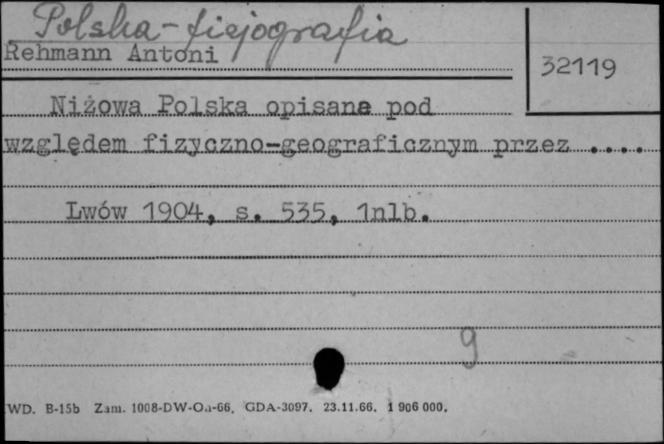 Polska - fizjografia
Rehmann Antoni
32119
Niżowa Polska opisana pod
względem fizyczno-geograficznym przez ....
Lwów 1904, s. 535, 1nlb.
9
WD. B-15b Zam. 1008-DW-Oa-66. GDA-3097. 23.11.66. 1 906 000.